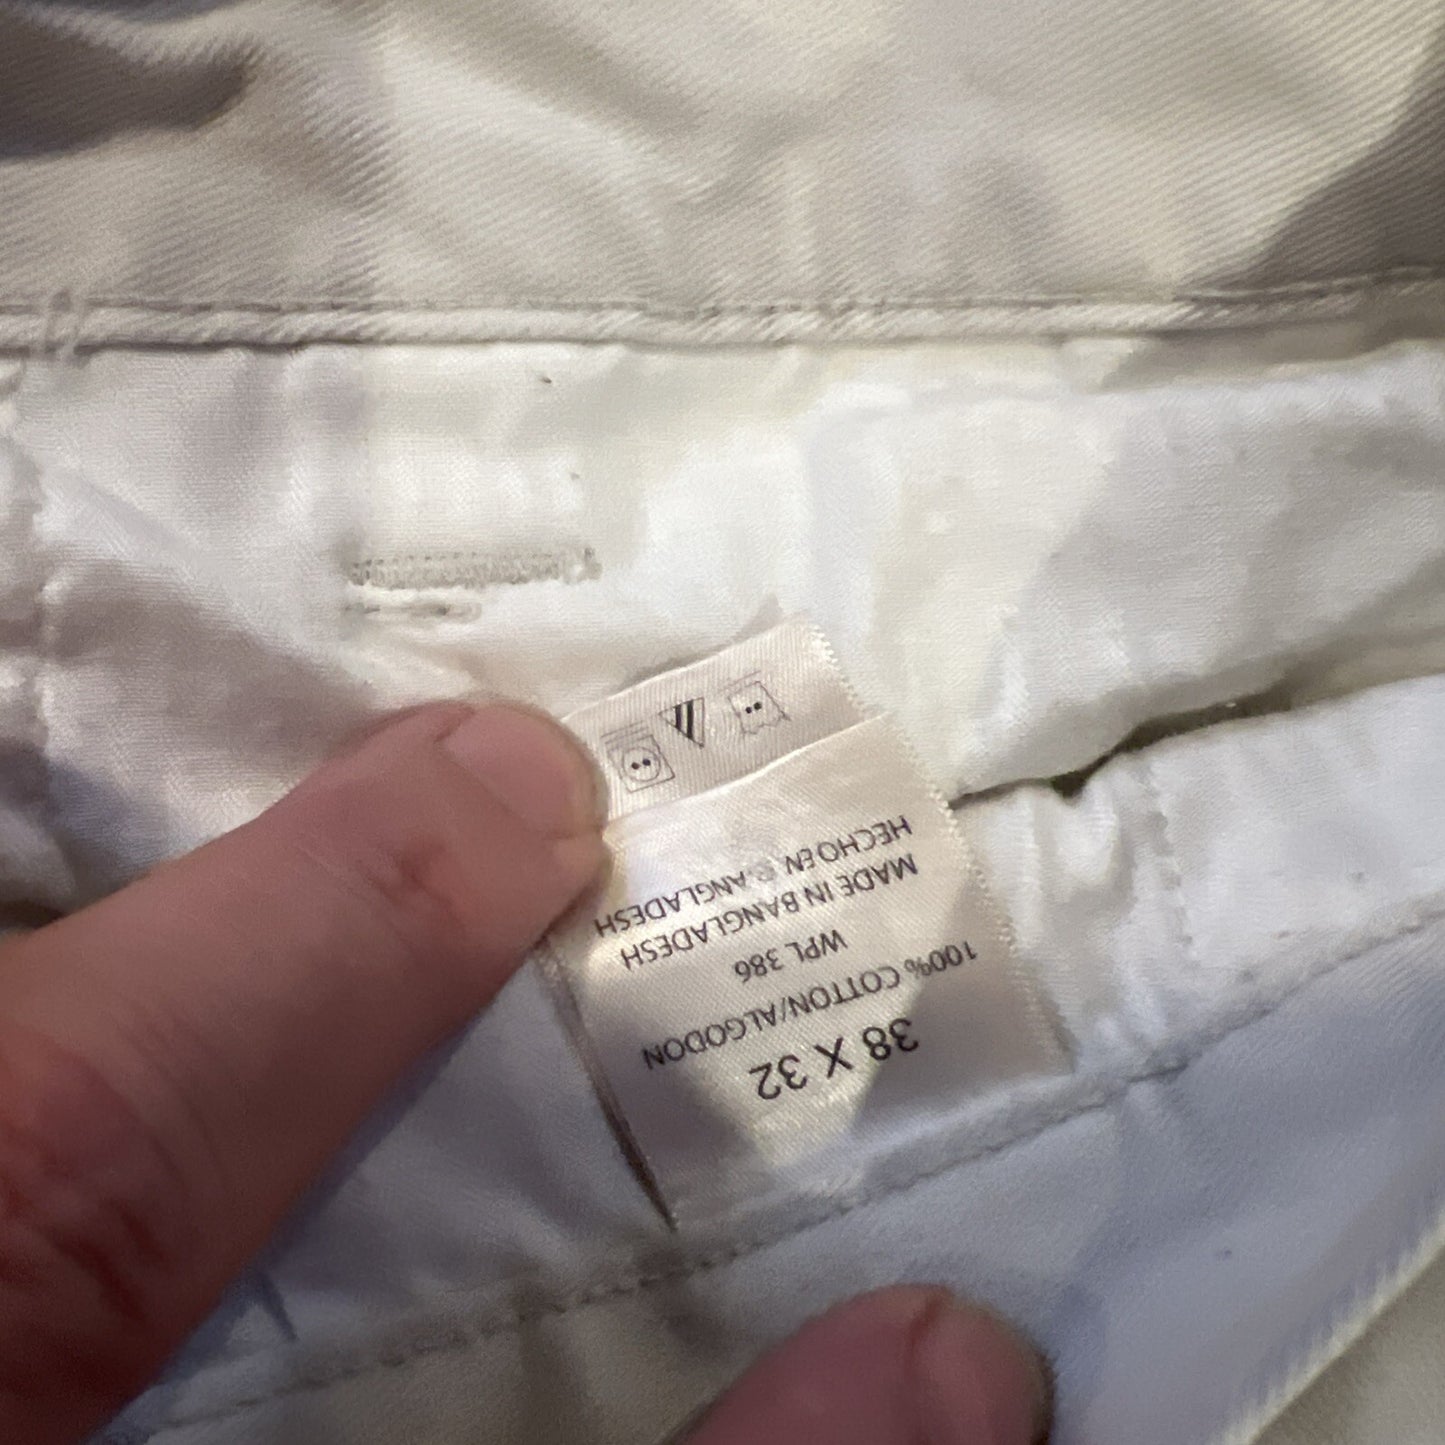 38 X 32
100% COTTON/ALGODON
WPL 386
MADE IN BANGLADESH
HECHO EN BANGLADESH